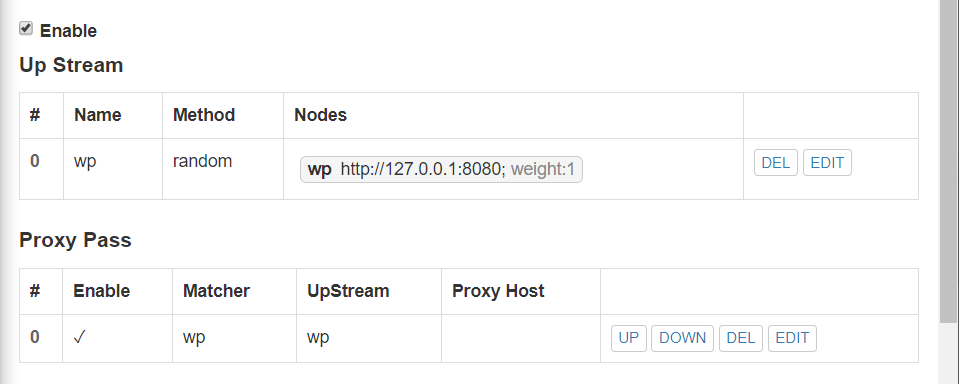 Enable
Up Stream
# Name Method Nodes
0 wp random wp http://127.0.0.1:8080; weight:1 DEL EDIT
Proxy Pass
# Enable Matcher UpStream Proxy Host
0 ✓ wp wp UP DOWN DEL EDIT